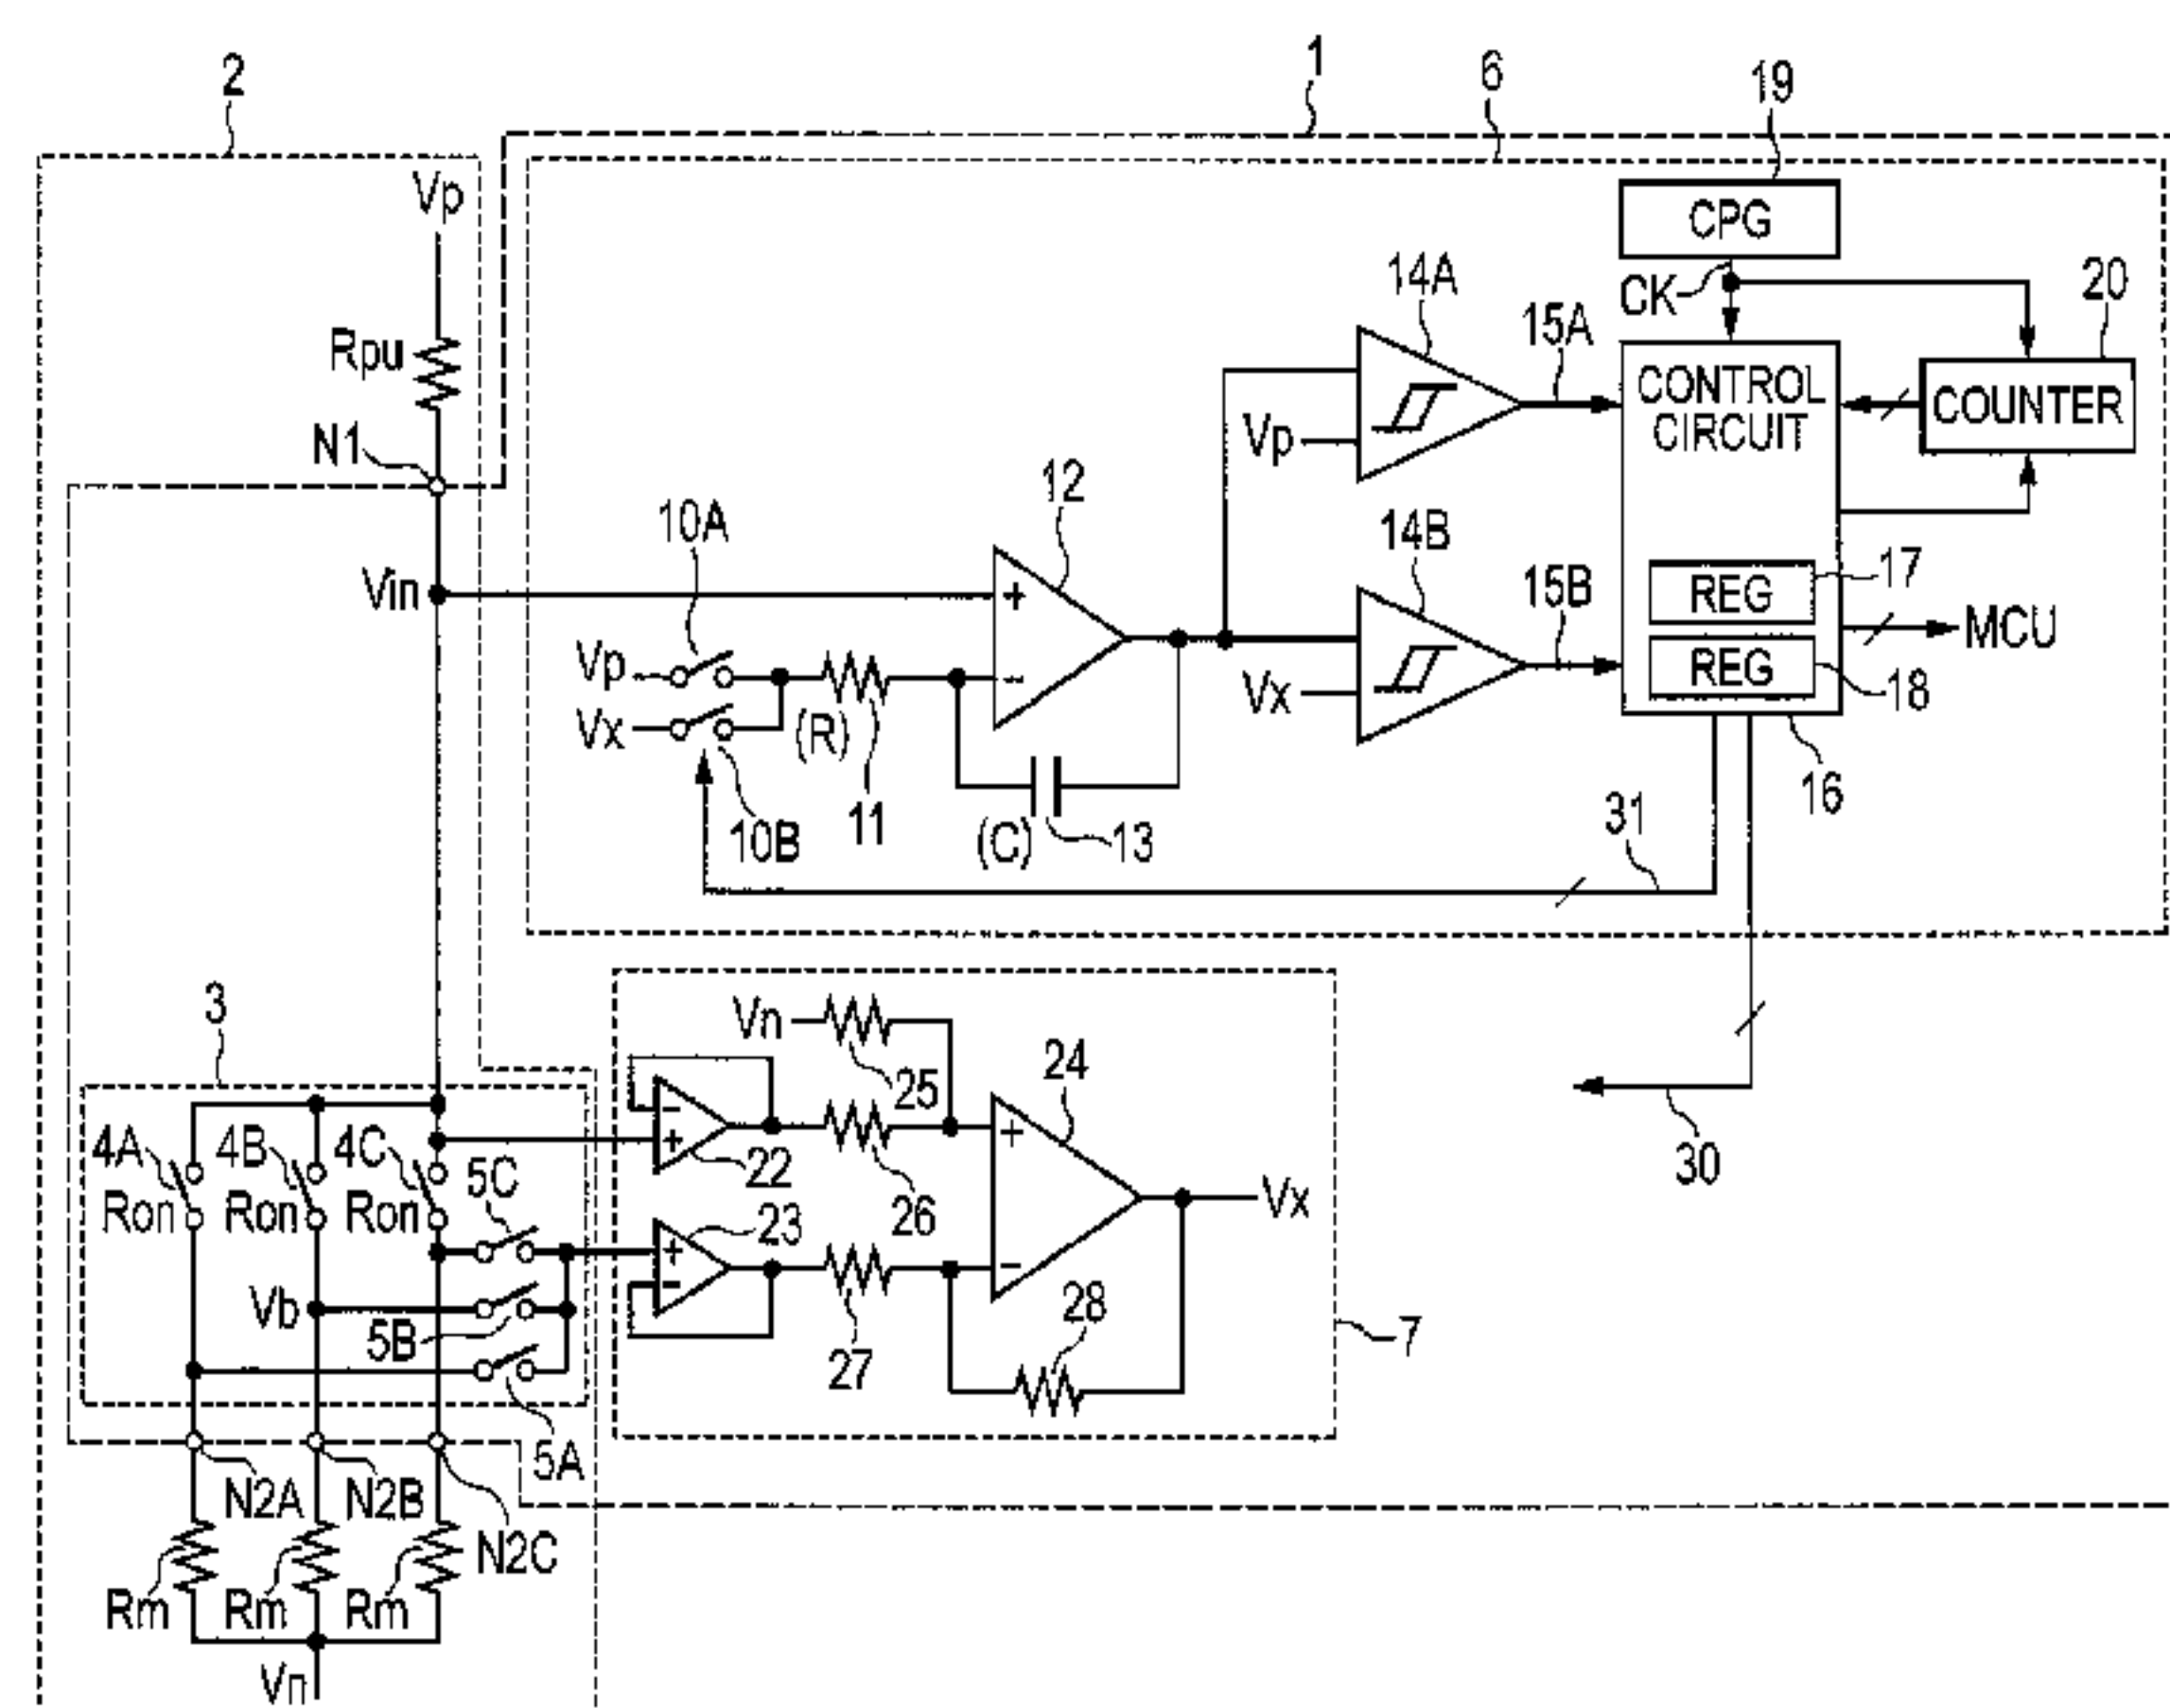 1
2
6
19
Vp
CPG
14A
CK
20
15A
Rpu
CONTROL
CIRCUIT
COUNTER
N1
Vp
12
10A
14B
15B
REG
17
Vin
MCU
Vp
+
-
REG
18
Vx
(R)
Vx
11
16
10B
(C)
13
31
3
Vn
25
24
4A
4B
4C
5C
-
+
22
+
30
Ron
Ron
Ron
26
Vx
23
+
-
-
Vb
5B
28
27
7
5A
N2A
N2B
N2C
Rm
Rm
Rm
Vn